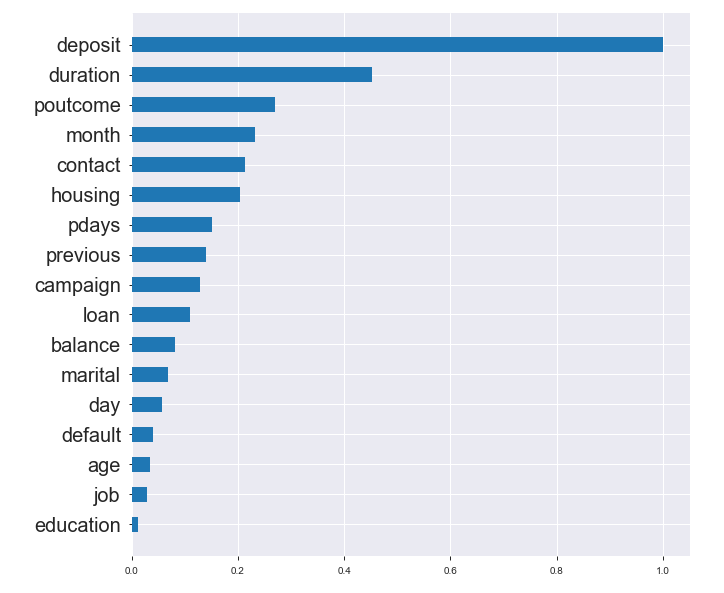 deposit
duration
poutcome
month
contact
housing
pdays
previous
campaign
loan
balance
marital
day
default
age
job
education
0.0 0.2 0.4 0.6 0.8 1.0